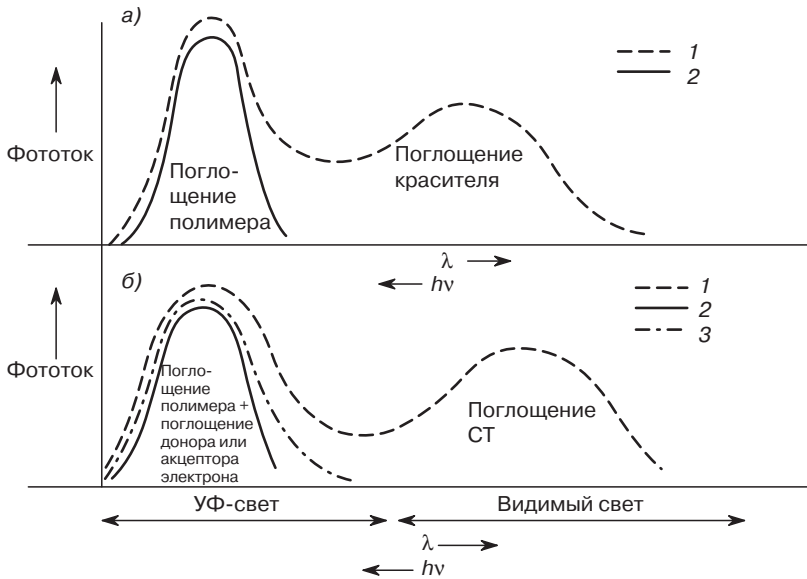 а)
1
2
Фототок
Погло-
щение
полимера
Поглощение
красителя
λ
hν
б)
1
2
3
Фототок
Погло-
щение
полимера +
поглощение
донора или
акцептора
электрона
Поглощение
СТ
УФ-свет
Видимый свет
λ
hν